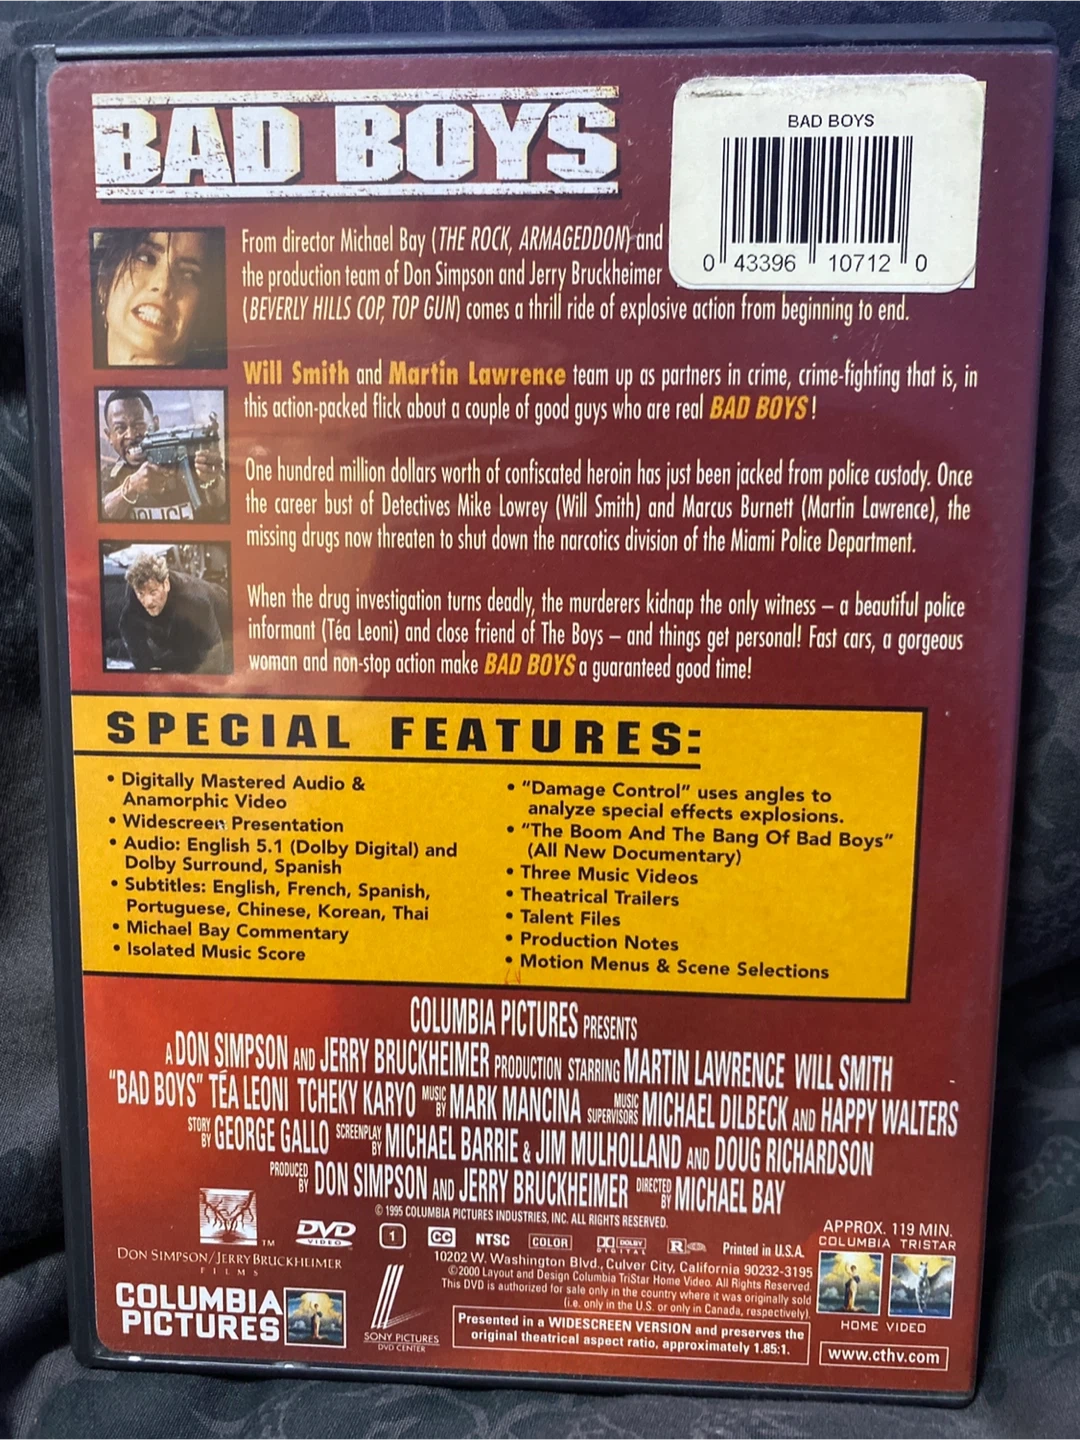 BAD BOYS
BAD BOYS
0 43396 10712 0
From director Michael Bay (THE ROCK, ARMAGEDDON) and
the production team of Don Simpson and Jerry Bruckheimer
(BEVERLY HILLS COP, TOP GUN) comes a thrill ride of explosive action from beginning to end.
Will Smith and Martin Lawrence team up as partners in crime, crime-fighting that is, in
this action-packed flick about a couple of good guys who are real BAD BOYS!
POLICE
One hundred million dollars worth of confiscated heroin has just been jacked from police custody. Once
the career bust of Detectives Mike Lowrey (Will Smith) and Marcus Burnett (Martin Lawrence), the
missing drugs now threaten to shut down the narcotics division of the Miami Police Department.
When the drug investigation turns deadly, the murderers kidnap the only witness – a beautiful police
informant (Téa Leoni) and close friend of The Boys – and things get personal! Fast cars, a gorgeous
woman and non-stop action make BAD BOYS a guaranteed good time!
SPECIAL FEATURES:
• Digitally Mastered Audio &
Anamorphic Video
• Widescreen Presentation
• Audio: English 5.1 (Dolby Digital) and
Dolby Surround, Spanish
• Subtitles: English, French, Spanish,
Portuguese, Chinese, Korean, Thai
• Michael Bay Commentary
• Isolated Music Score
• "Damage Control" uses angles to
analyze special effects explosions.
• "The Boom And The Bang Of Bad Boys"
(All New Documentary)
• Three Music Videos
• Theatrical Trailers
• Talent Files
• Production Notes
• Motion Menus & Scene Selections
COLUMBIA PICTURES PRESENTS
A DON SIMPSON AND JERRY BRUCKHEIMER PRODUCTION STARRING MARTIN LAWRENCE WILL SMITH
"BAD BOYS" TÉA LEONI TCHEKY KARYO MUSIC BY MARK MANCINA MUSIC SUPERVISORS MICHAEL DILBECK AND HAPPY WALTERS
STORY BY GEORGE GALLO SCREENPLAY BY MICHAEL BARRIE & JIM MULHOLLAND AND DOUG RICHARDSON
PRODUCED BY DON SIMPSON AND JERRY BRUCKHEIMER DIRECTED BY MICHAEL BAY
© 1995 COLUMBIA PICTURES INDUSTRIES, INC. ALL RIGHTS RESERVED.
TM
DON SIMPSON/JERRY BRUCKHEIMER
FILMS
DVD
VIDEO
1
CC
NTSC
COLOR
DOLBY
DIGITAL
R
Printed in U.S.A.
APPROX. 119 MIN.
COLUMBIA TRISTAR
HOME VIDEO
10202 W. Washington Blvd., Culver City, California 90232-3195
©2000 Layout and Design Columbia TriStar Home Video. All Rights Reserved.
This DVD is authorized for sale only in the country where it was originally sold
(i.e. only in the U.S. or only in Canada, respectively).
COLUMBIA
PICTURES
SONY PICTURES
DVD CENTER
Presented in a WIDESCREEN VERSION and preserves the
original theatrical aspect ratio, approximately 1.85:1.
www.cthv.com